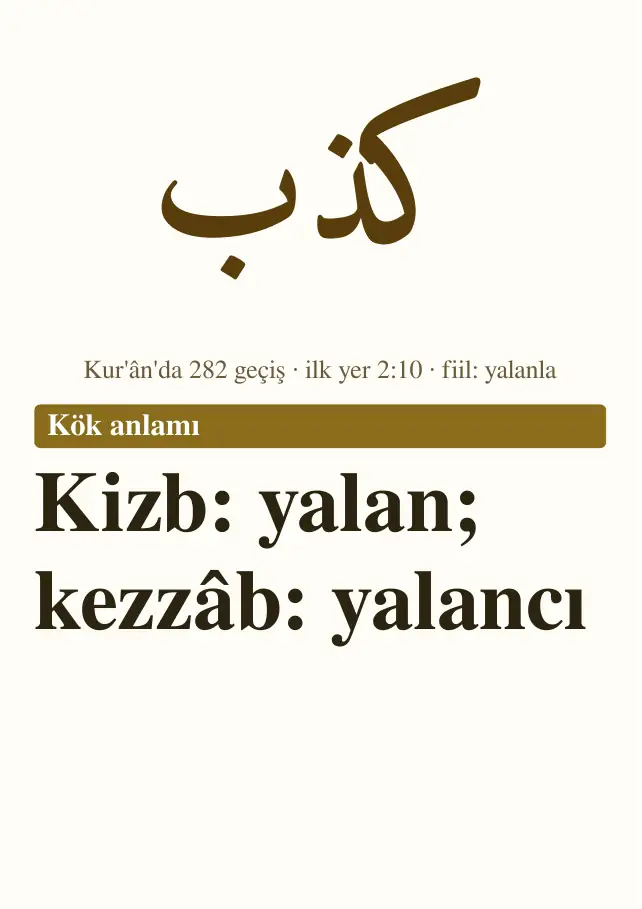 كذب
Kur'ân'da 282 geçiş · ilk yer 2:10 · fiil: yalanla
Kök anlamı
Kizb: yalan;
kezzâb: yalancı